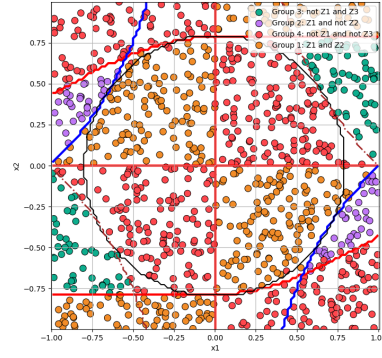 Group 3: not Z1 and Z3
Group 2: Z1 and not Z2
Group 4: not Z1 and not Z3
Group 1: Z1 and Z2
x2
0.75
0.50
0.25
0.00
−0.25
−0.50
−0.75
−1.00
−0.75
−0.50
−0.25
0.00
0.25
0.50
0.75
1.0
x1